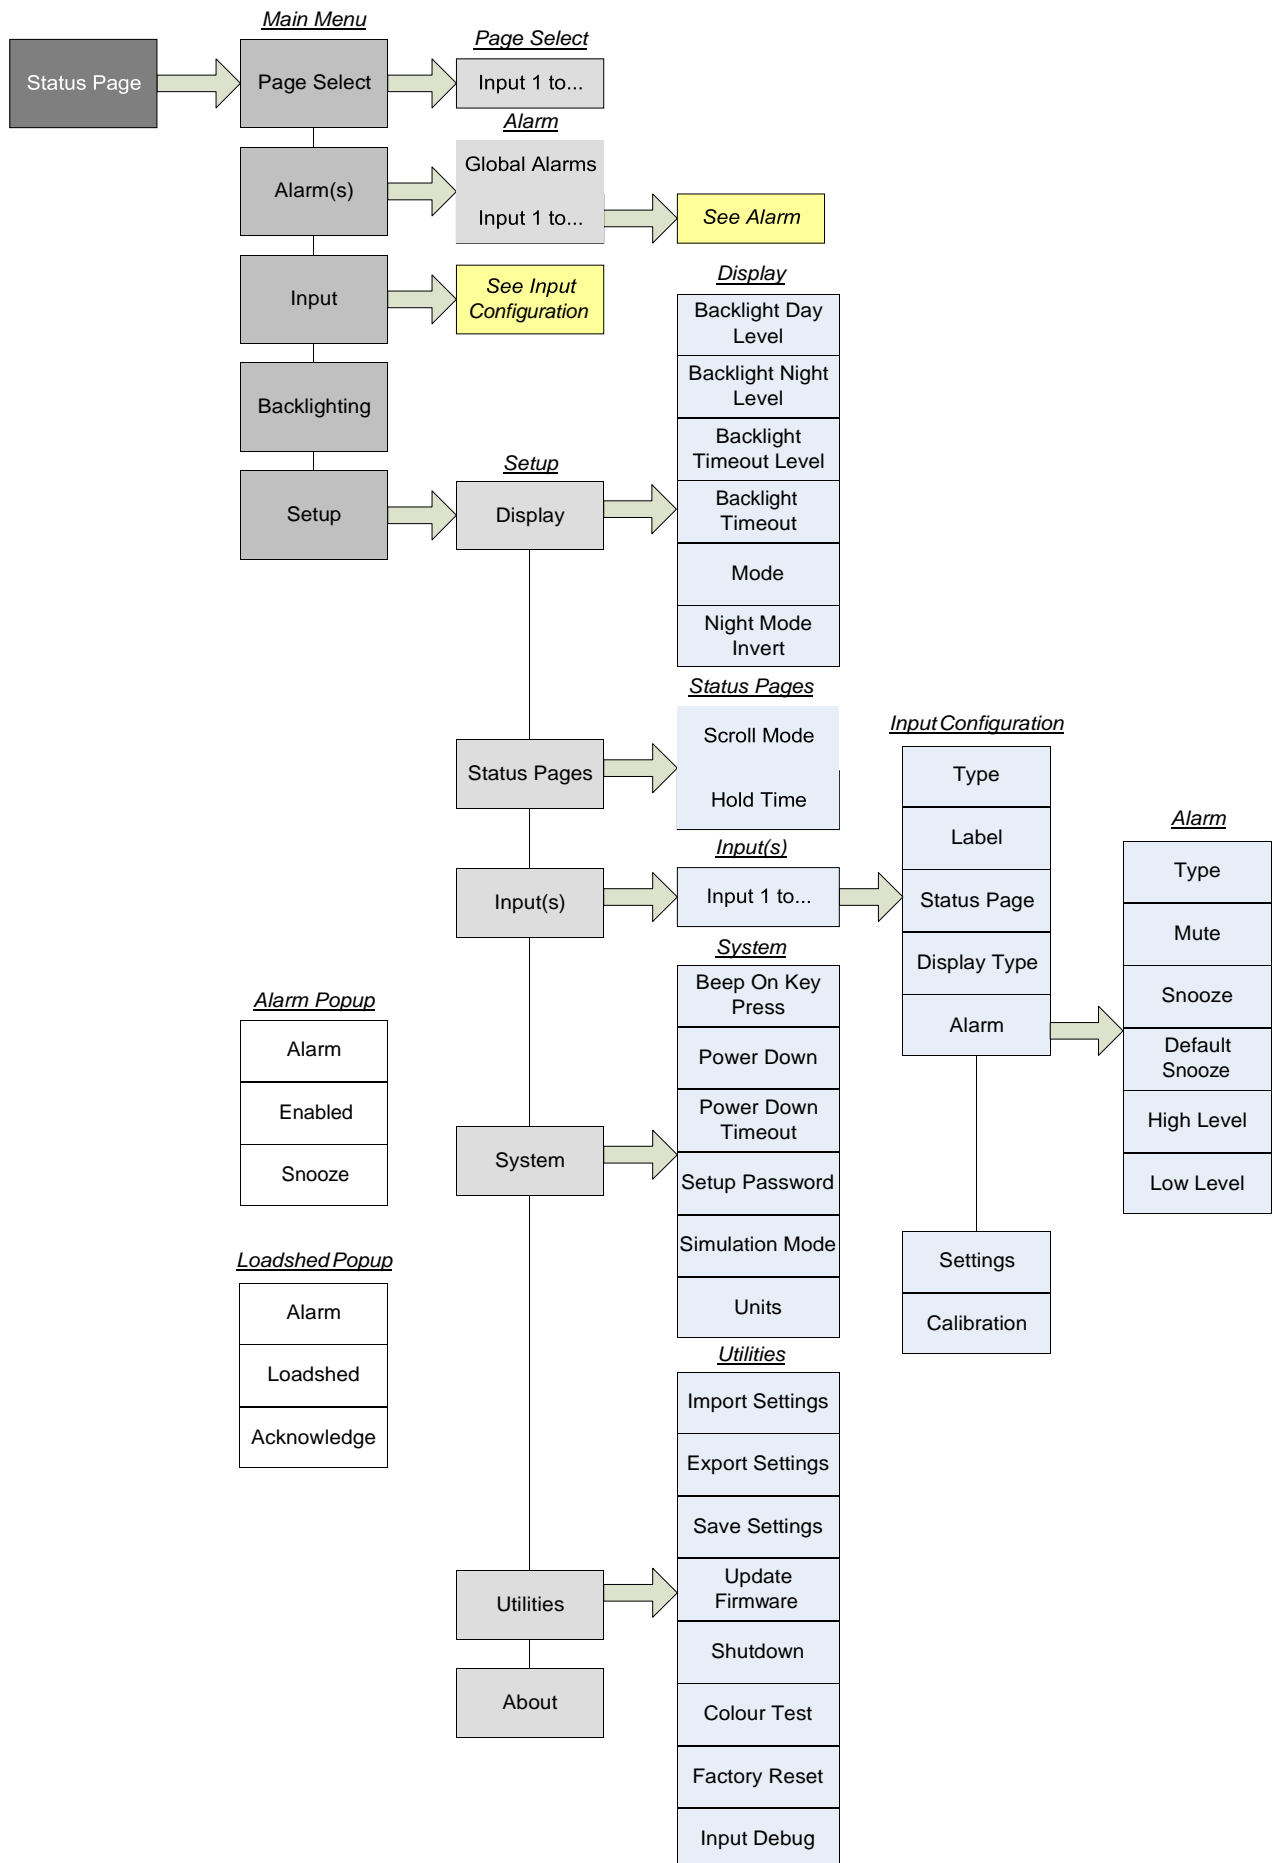 Main Menu
Status Page
Page Select
Page Select
Input 1 to...
Alarm(s)
Alarm
Global Alarms
Input 1 to...
See Alarm
Input
See Input
Configuration
Backlighting
Setup
Setup
Display
Display
Backlight Day
Level
Backlight Night
Level
Backlight
Timeout Level
Backlight
Timeout
Mode
Night Mode
Invert
Status Pages
Status Pages
Scroll Mode
Hold Time
Input(s)
Input(s)
Input 1 to...
Input Configuration
Type
Label
Status Page
Display Type
Alarm
Settings
Calibration
Alarm
Type
Mute
Snooze
Default
Snooze
High Level
Low Level
System
System
Beep On Key
Press
Power Down
Power Down
Timeout
Setup Password
Simulation Mode
Units
Alarm Popup
Alarm
Enabled
Snooze
Loadshed Popup
Alarm
Loadshed
Acknowledge
Utilities
Utilities
Import Settings
Export Settings
Save Settings
Update
Firmware
Shutdown
Colour Test
Factory Reset
Input Debug
About